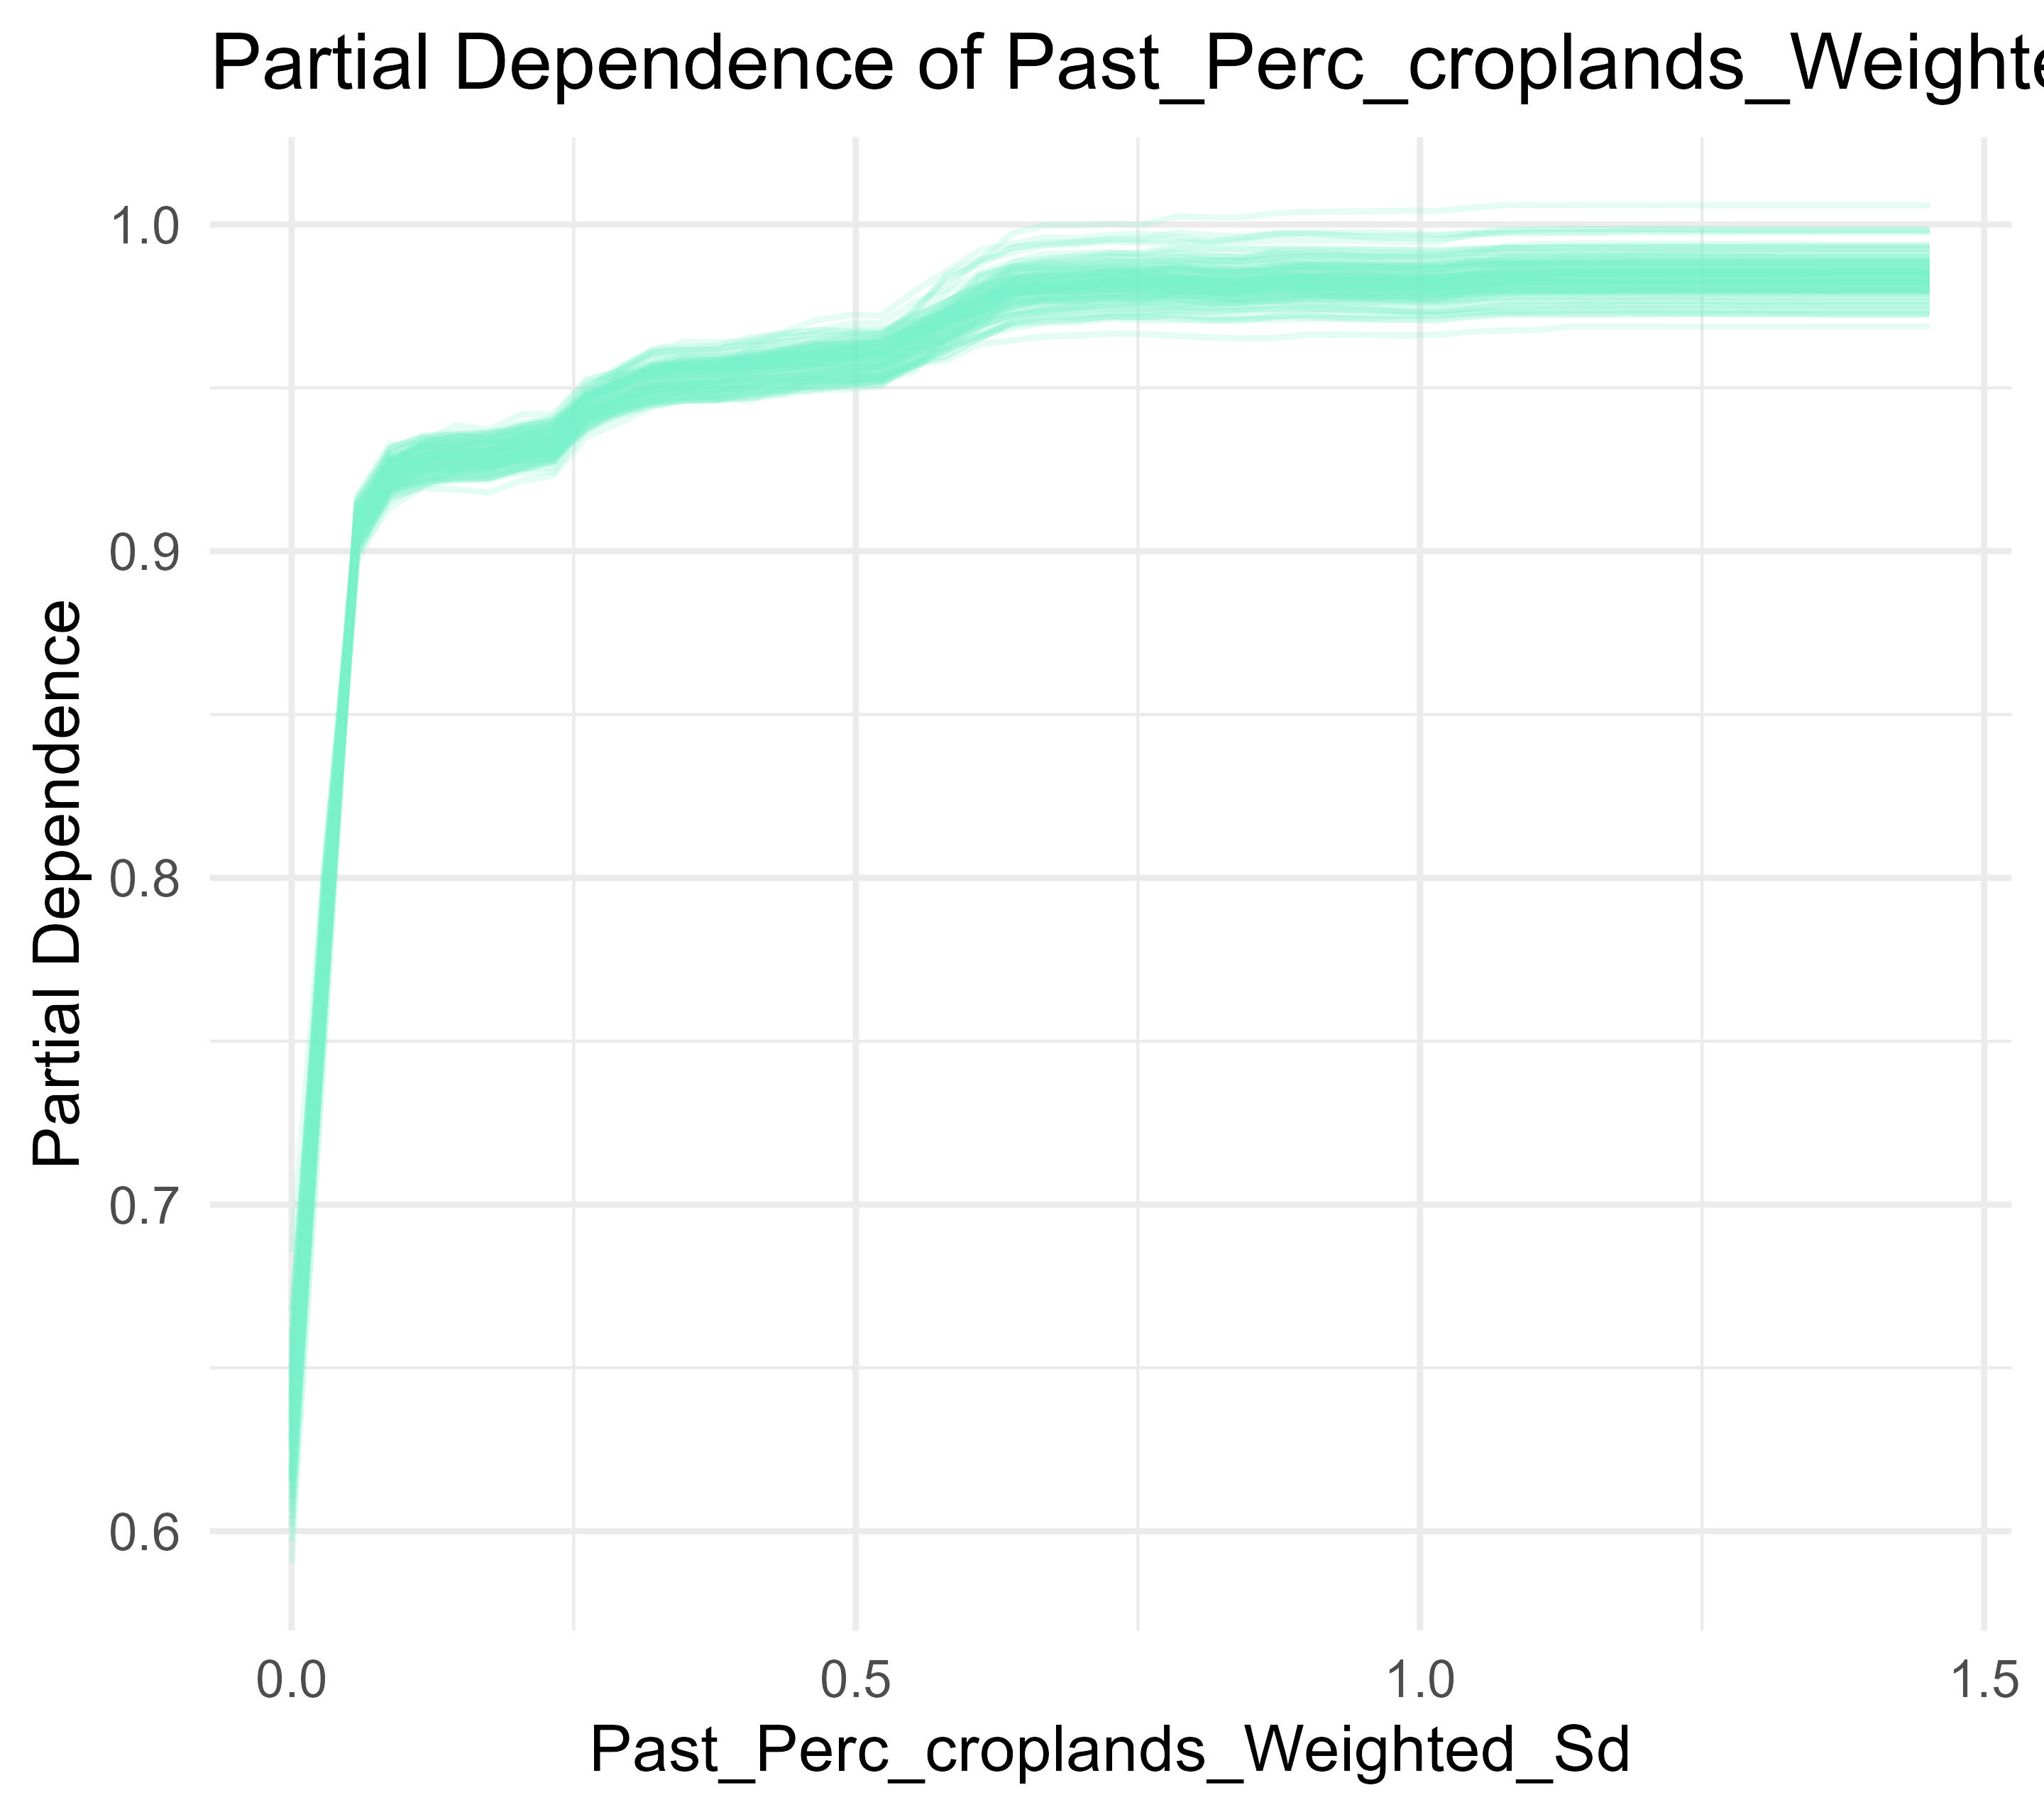 Partial Dependence of Past_Perc_croplands_Weighte
1.0
0.9
0.8
0.7
0.6
Partial Dependence
0.0 0.5 1.0 1.5
Past_Perc_croplands_Weighted_Sd